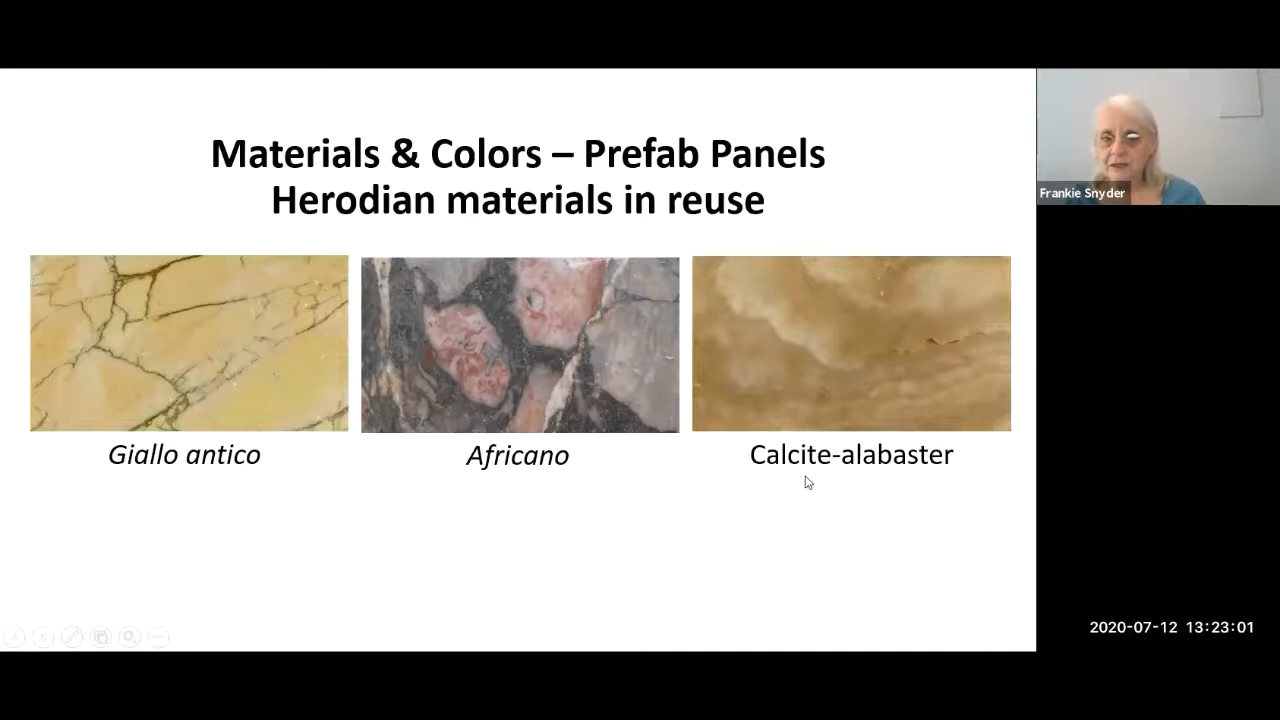 Materials & Colors – Prefab Panels
Herodian materials in reuse
Giallo antico
Africano
Calcite-alabaster
Frankie Snyder
2020-07-12 13:23:01